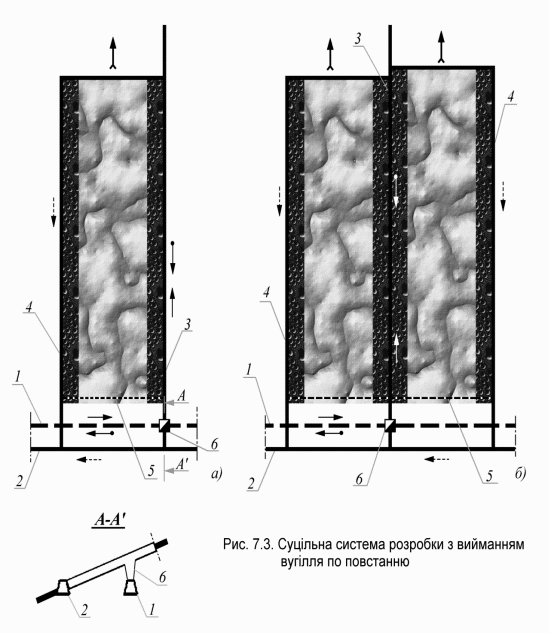 3
4
4
4
3
1
A
1
2
5
6
A'
а)
2
6
5
б)
А-А'
6
2
1
Рис. 7.3. Суцільна система розробки з вийманням
вугілля по повстанню